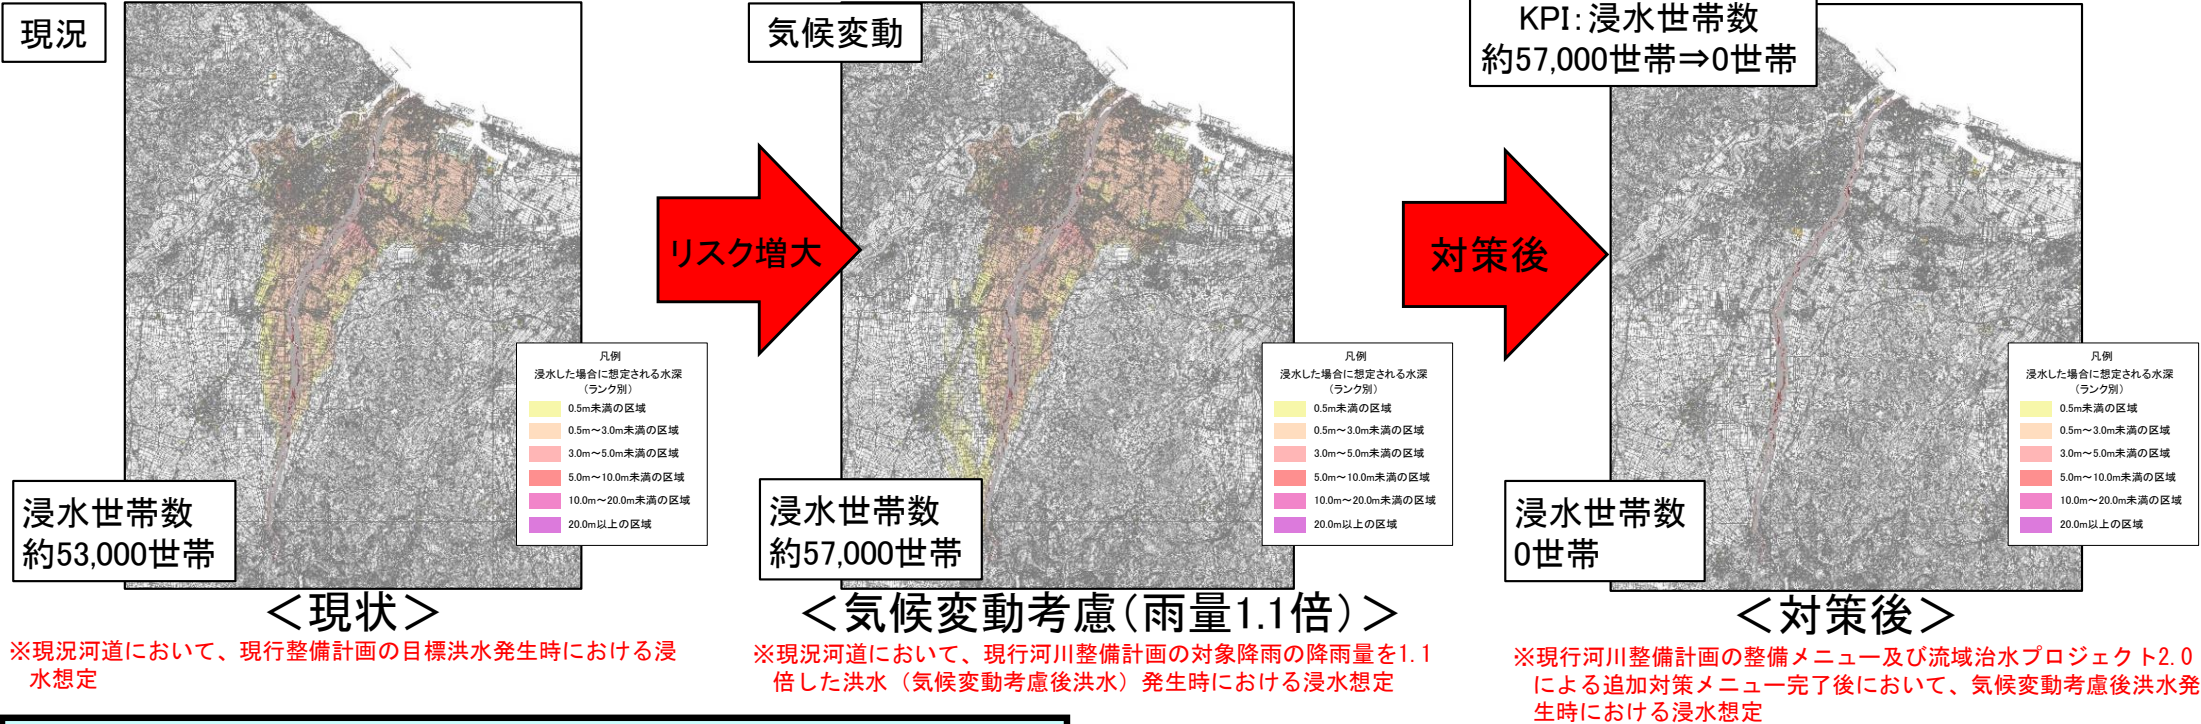 現況
浸水世帯数
約53,000世帯
凡例
浸水した場合に想定される水深
(ランク別)
0.5m未満の区域
0.5m～3.0m未満の区域
3.0m～5.0m未満の区域
5.0m～10.0m未満の区域
10.0m～20.0m未満の区域
20.0m以上の区域
＜現状＞
※現況河道において、現行整備計画の目標洪水発生時における浸
水想定
リスク増大
気候変動
浸水世帯数
約57,000世帯
凡例
浸水した場合に想定される水深
(ランク別)
0.5m未満の区域
0.5m～3.0m未満の区域
3.0m～5.0m未満の区域
5.0m～10.0m未満の区域
10.0m～20.0m未満の区域
20.0m以上の区域
＜気候変動考慮（雨量1.1倍）＞
※現況河道において、現行河川整備計画の対象降雨の降雨量を1.1
倍した洪水（気候変動考慮後洪水）発生時における浸水想定
対策後
KPI：浸水世帯数
約57,000世帯⇒0世帯
浸水世帯数
0世帯
凡例
浸水した場合に想定される水深
(ランク別)
0.5m未満の区域
0.5m～3.0m未満の区域
3.0m～5.0m未満の区域
5.0m～10.0m未満の区域
10.0m～20.0m未満の区域
20.0m以上の区域
＜対策後＞
※現行河川整備計画の整備メニュー及び流域治水プロジェクト2.0
による追加対策メニュー完了後において、気候変動考慮後洪水発
生時における浸水想定